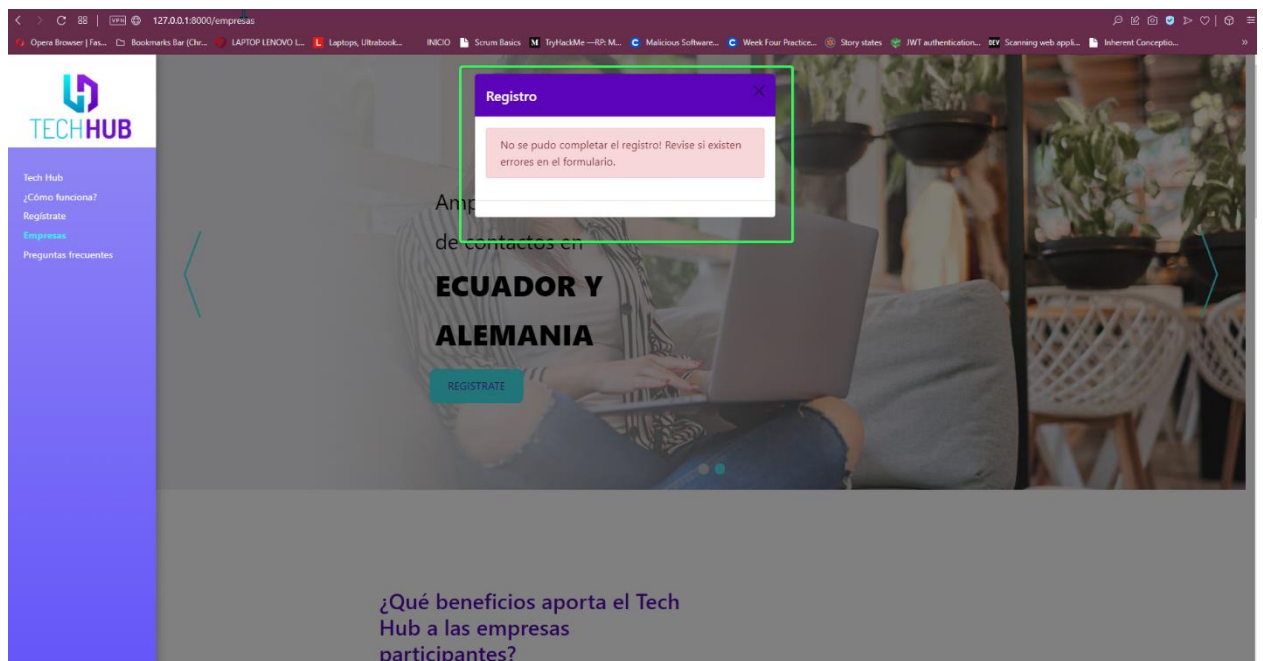 VPN 127.0.0.1:8000/empresas
Opera Browser | Fas... Bookmarks Bar (Chr... LAPTOP LENOVO I... L Laptops, Ultrabook... INICIO Scrum Basics M TryHackMe —RP: M... C Malicious Software... C Week Four Practice... Story states JWT authentication... DEV Scanning web appli... Inherent Conceptio... »
TECHHUB
Tech Hub
¿Cómo funciona?
Regístrate
Empresas
Preguntas frecuentes
Registro
No se pudo completar el registro! Revise si existen
errores en el formulario.
Amp
de contactos en
ECUADOR Y
ALEMANIA
REGISTRATE
¿Qué beneficios aporta el Tech
Hub a las empresas
participantes?